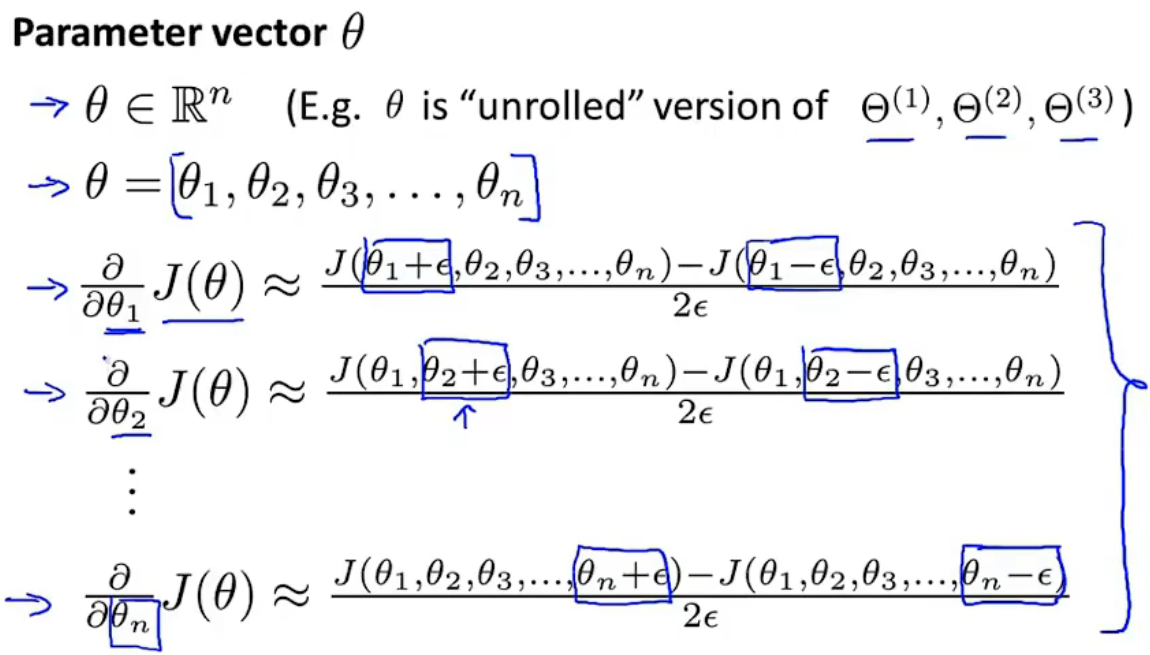 Parameter vector θ
→ θ ∈ ℝⁿ (E.g. θ is “unrolled” version of Θ⁽¹⁾, Θ⁽²⁾, Θ⁽³⁾)
→ θ = [θ₁, θ₂, θ₃, . . . , θₙ]
→ ∂/∂θ₁ J(θ) ≈ J(θ₁+ϵ,θ₂,θ₃,...,θₙ)−J(θ₁−ϵ,θ₂,θ₃,...,θₙ)/2ϵ
→ ∂/∂θ₂ J(θ) ≈ J(θ₁,θ₂+ϵ,θ₃,...,θₙ)−J(θ₁,θ₂−ϵ,θ₃,...,θₙ)/2ϵ
⋮
→ ∂/∂θₙ J(θ) ≈ J(θ₁,θ₂,θ₃,...,θₙ+ϵ)−J(θ₁,θ₂,θ₃,...,θₙ−ϵ)/2ϵ